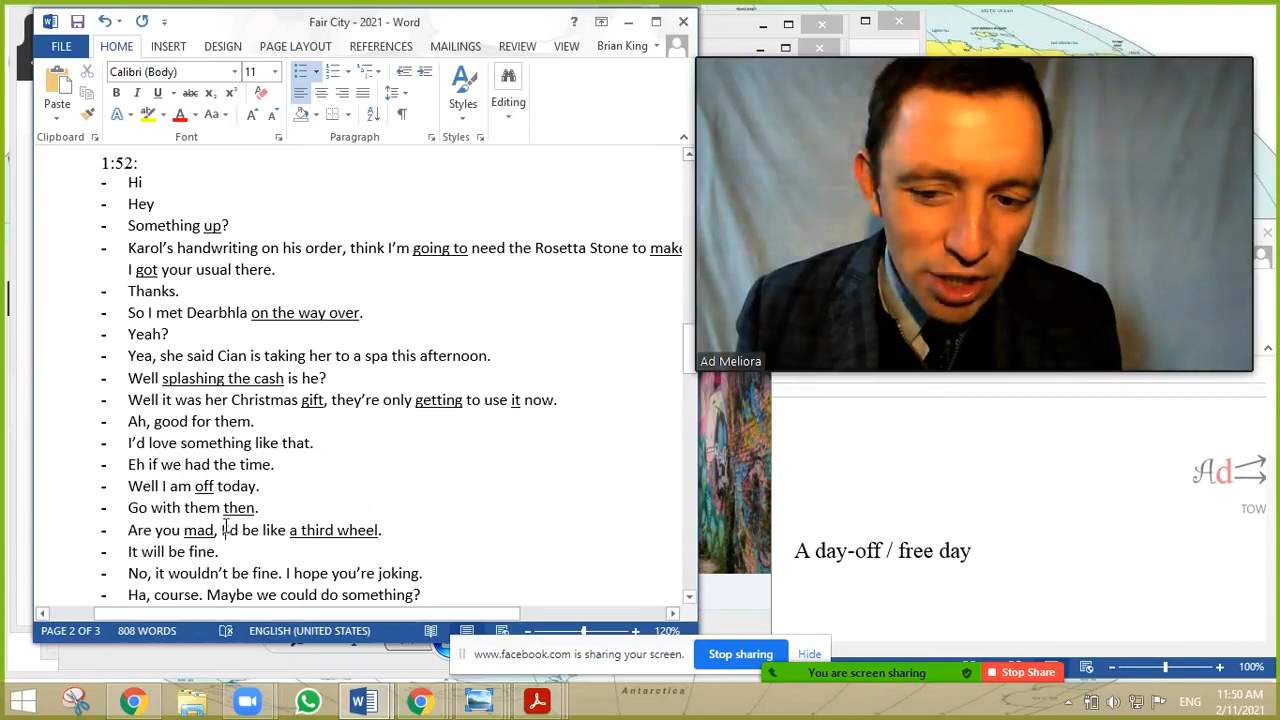 Fair City - 2021 - Word
FILE
HOME
INSERT
DESIGN
PAGE LAYOUT
REFERENCES
MAILINGS
REVIEW
VIEW
Brian King
Calibri (Body)
11
Paste
Styles
Editing
Clipboard
Font
Paragraph
Styles
1:52:
- Hi
- Hey
- Something up?
- Karol's handwriting on his order, think I'm going to need the Rosetta Stone to make
I got your usual there.
- Thanks.
- So I met Dearbhla on the way over.
- Yeah?
- Yea, she said Cian is taking her to a spa this afternoon.
- Well splashing the cash is he?
- Well it was her Christmas gift, they're only getting to use it now.
- Ah, good for them.
- I'd love something like that.
- Eh if we had the time.
- Well I am off today.
- Go with them then.
- Are you mad, I'd be like a third wheel.
- It will be fine.
- No, it wouldn't be fine. I hope you're joking.
- Ha, course. Maybe we could do something?
PAGE 2 OF 3
808 WORDS
ENGLISH (UNITED STATES)
120%
Ad Meliora
Ad
TOW
A day-off / free day
100%
www.facebook.com is sharing your screen.
Stop sharing
Hide
You are screen sharing
Stop Share
Antarctica
ENG
11:50 AM
2/11/2021